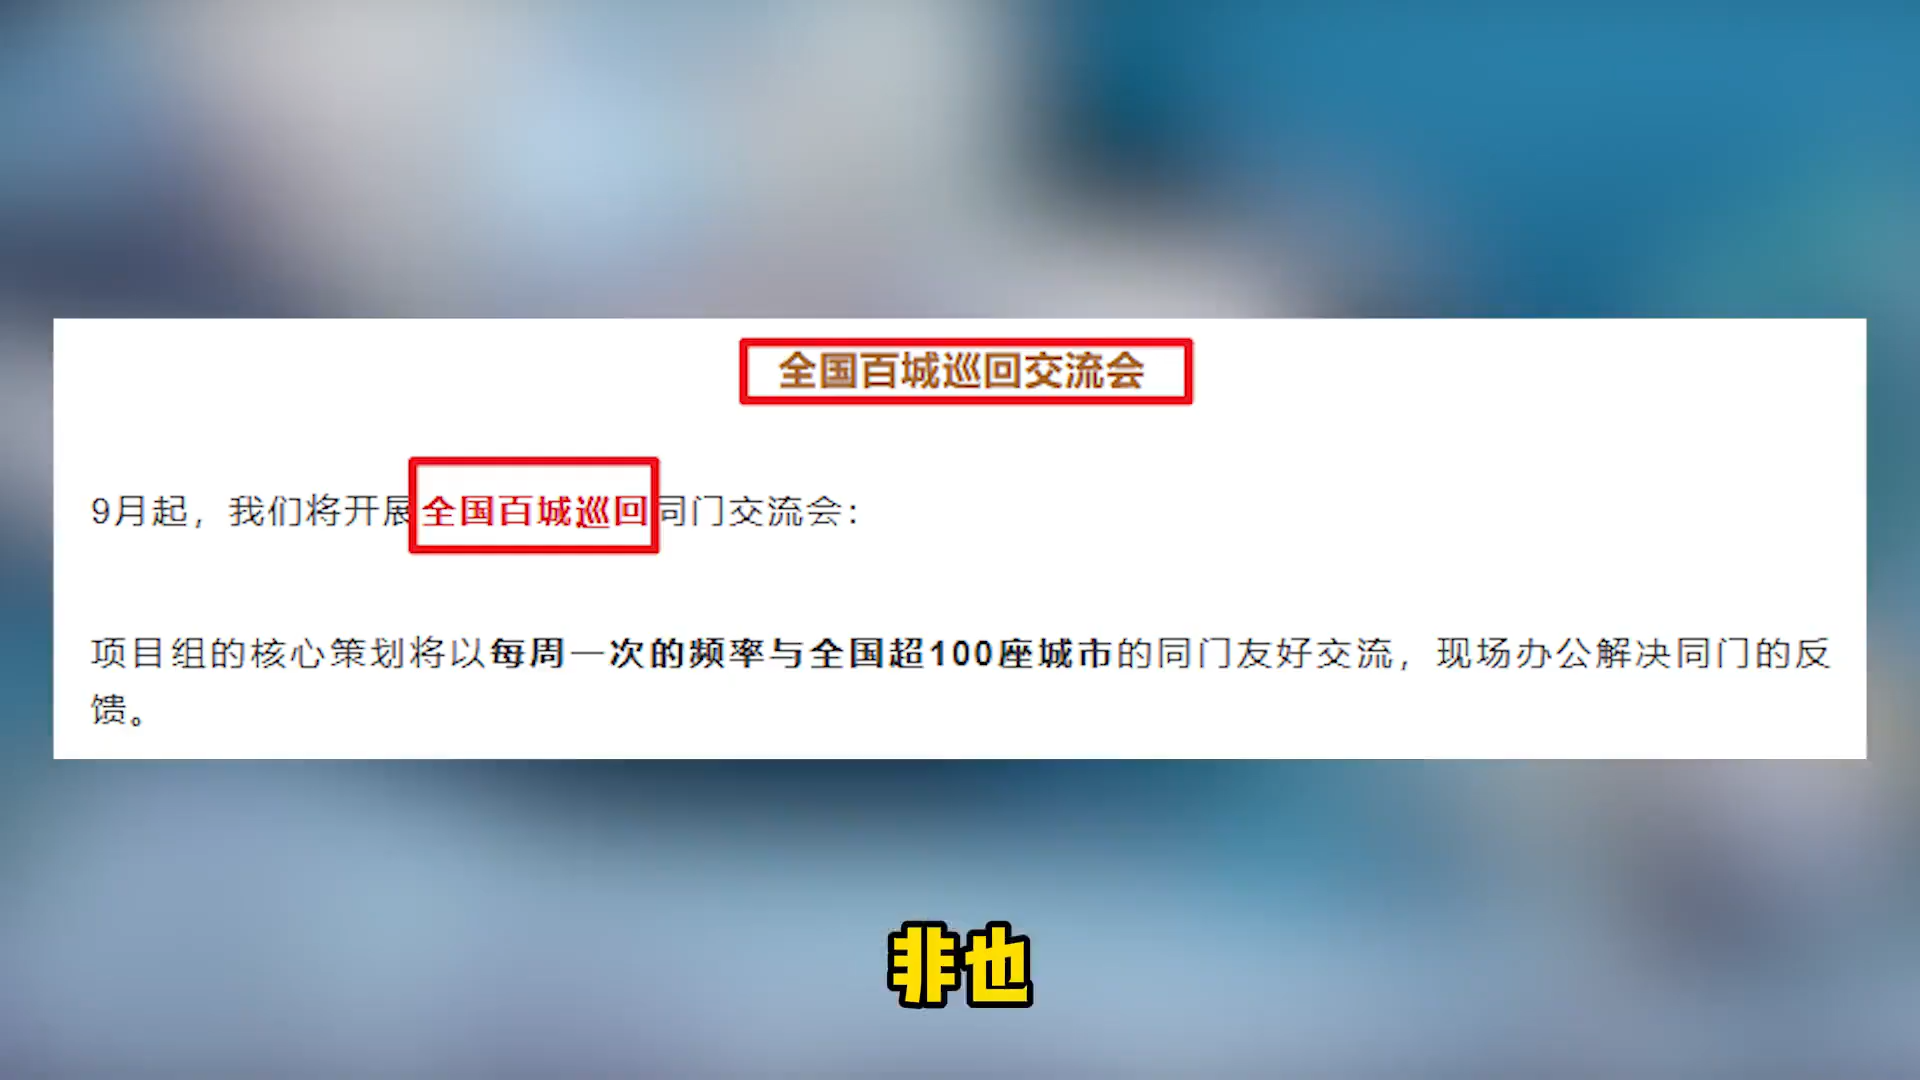 全国百城巡回交流会
9月起，我们将开展全国百城巡回同门交流会：
项目组的核心策划将以每周一次的频率与全国超100座城市的同门友好交流，现场办公解决同门的反
馈。
非也